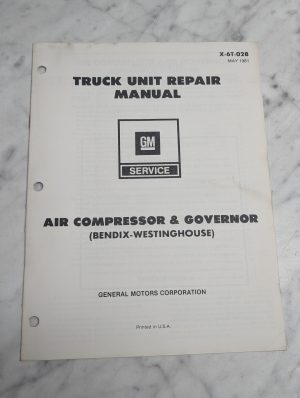 X-6T-028
MAY 1981
TRUCK UNIT REPAIR
MANUAL
GM
SERVICE
AIR COMPRESSOR & GOVERNOR
(BENDIX-WESTINGHOUSE)
GENERAL MOTORS CORPORATION
Printed in U.S.A.